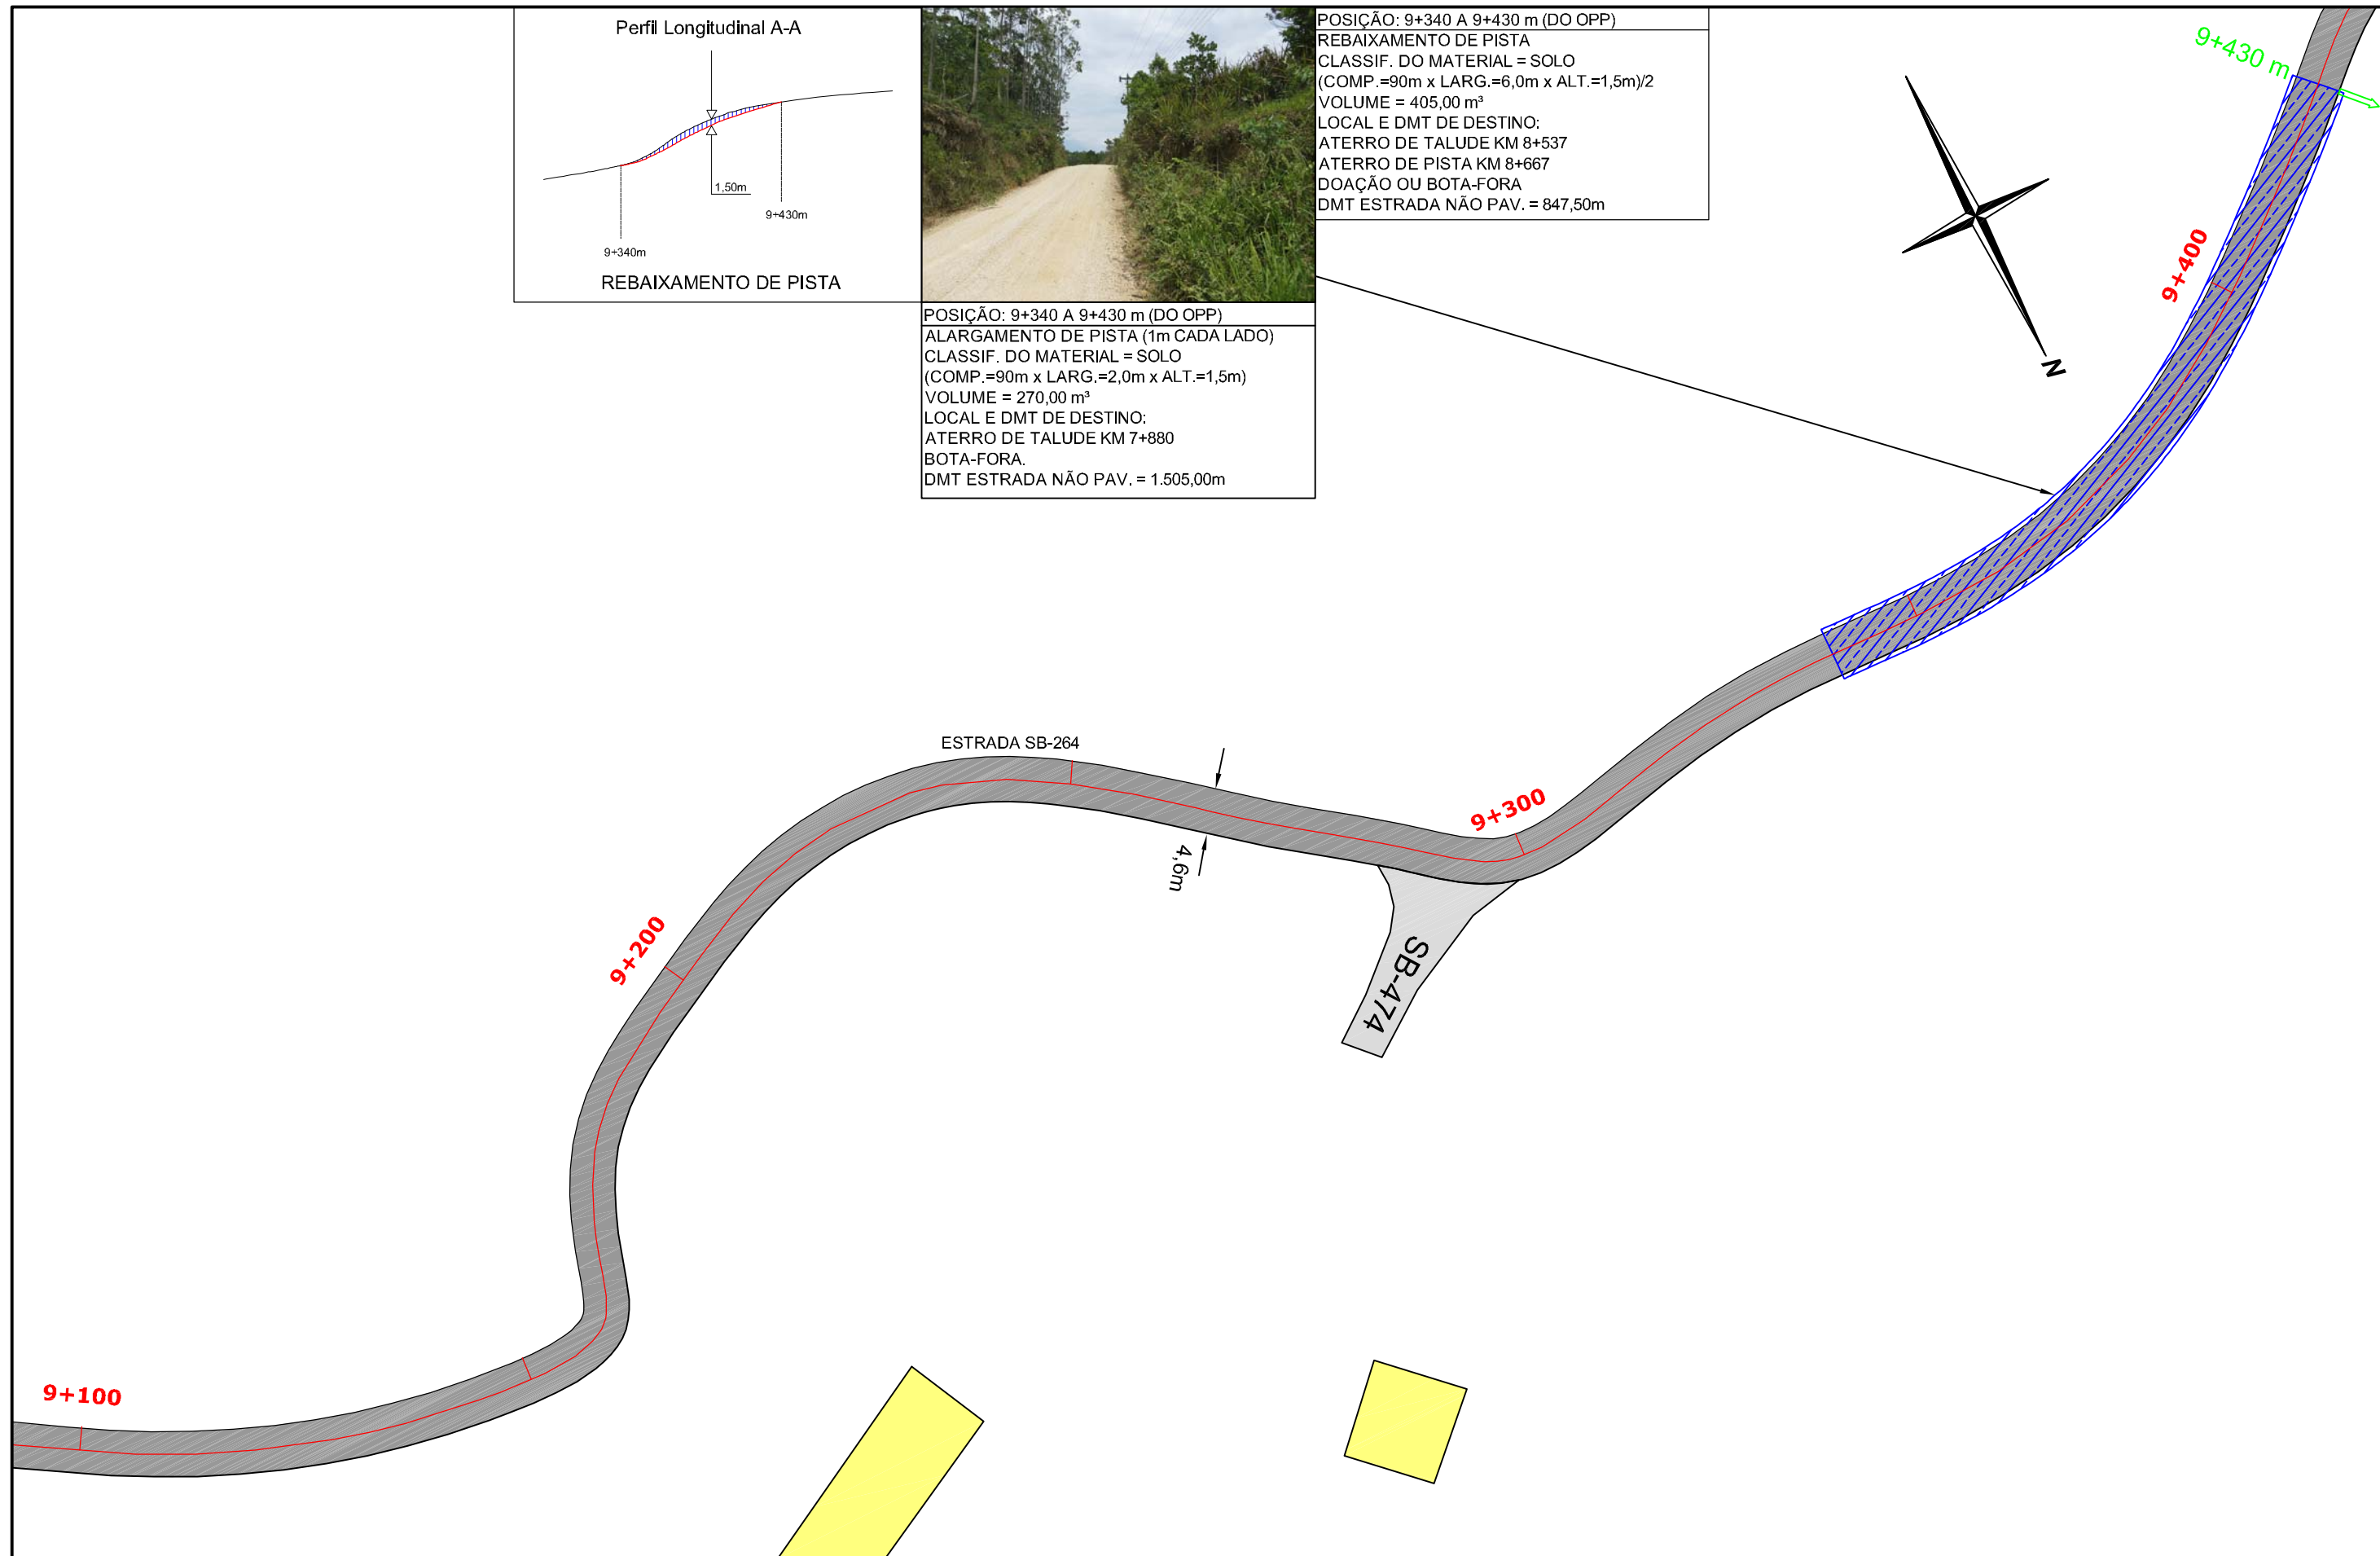 Perfil Longitudinal A-A
1,50m
9+430m
9+340m
REBAIXAMENTO DE PISTA
POSIÇÃO: 9+340 A 9+430 m (DO OPP)
ALARGAMENTO DE PISTA (1m CADA LADO)
CLASSIF. DO MATERIAL = SOLO
(COMP.=90m x LARG.=2,0m x ALT.=1,5m)
VOLUME = 270,00 m³
LOCAL E DMT DE DESTINO:
ATERRO DE TALUDE KM 7+880
BOTA-FORA.
DMT ESTRADA NÃO PAV. = 1.505,00m
POSIÇÃO: 9+340 A 9+430 m (DO OPP)
REBAIXAMENTO DE PISTA
CLASSIF. DO MATERIAL = SOLO
(COMP.=90m x LARG.=6,0m x ALT.=1,5m)/2
VOLUME = 405,00 m³
LOCAL E DMT DE DESTINO:
ATERRO DE TALUDE KM 8+537
ATERRO DE PISTA KM 8+667
DOAÇÃO OU BOTA-FORA
DMT ESTRADA NÃO PAV. = 847,50m
9+430 m
9+400
N
ESTRADA SB-264
9+300
4,6m
9+200
SB-474
9+100